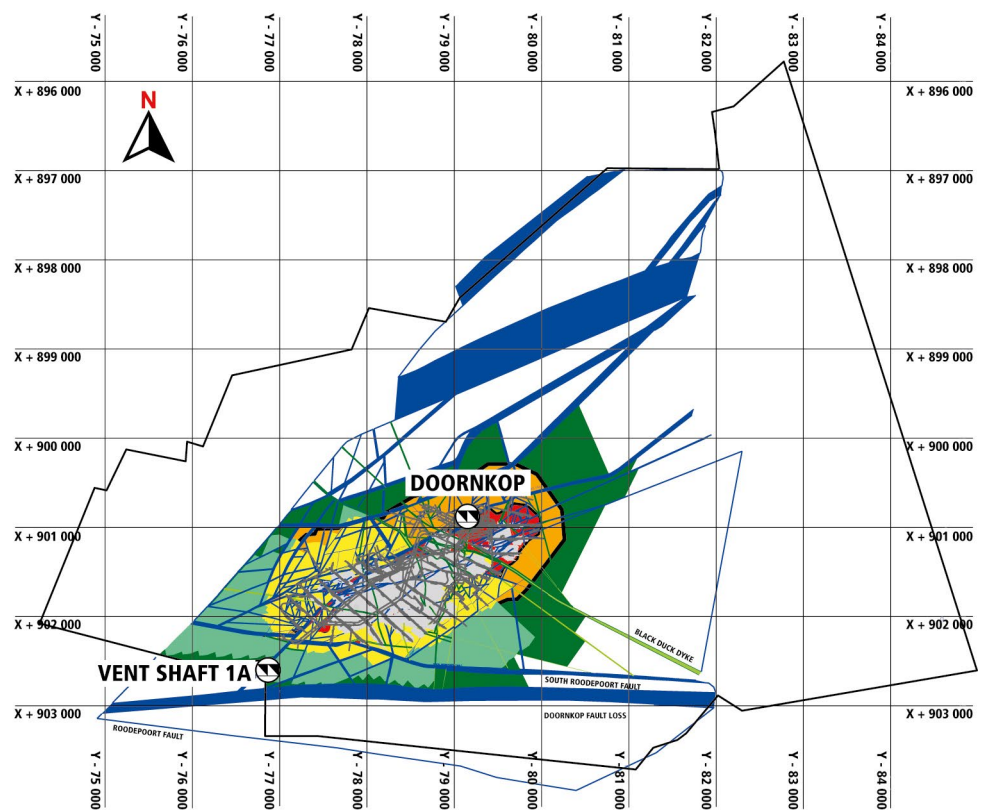 Y - 75 000
Y - 76 000
Y - 77 000
Y - 78 000
Y - 79 000
Y - 80 000
Y - 81 000
Y - 82 000
Y - 83 000
Y - 84 000
X + 896 000
X + 896 000
N
X + 897 000
X + 897 000
X + 898 000
X + 898 000
X + 899 000
X + 899 000
X + 900 000
X + 900 000
DOORNKOP
X + 901 000
X + 901 000
X + 902 000
X + 902 000
BLACK DUCK DYKE
VENT SHAFT 1A
SOUTH ROODEPOORT FAULT
X + 903 000
DOORNKOP FAULT LOSS
X + 903 000
ROODEPOORT FAULT
Y - 75 000
Y - 76 000
Y - 77 000
Y - 78 000
Y - 79 000
Y - 80 000
Y - 81 000
Y - 82 000
Y - 83 000
Y - 84 000